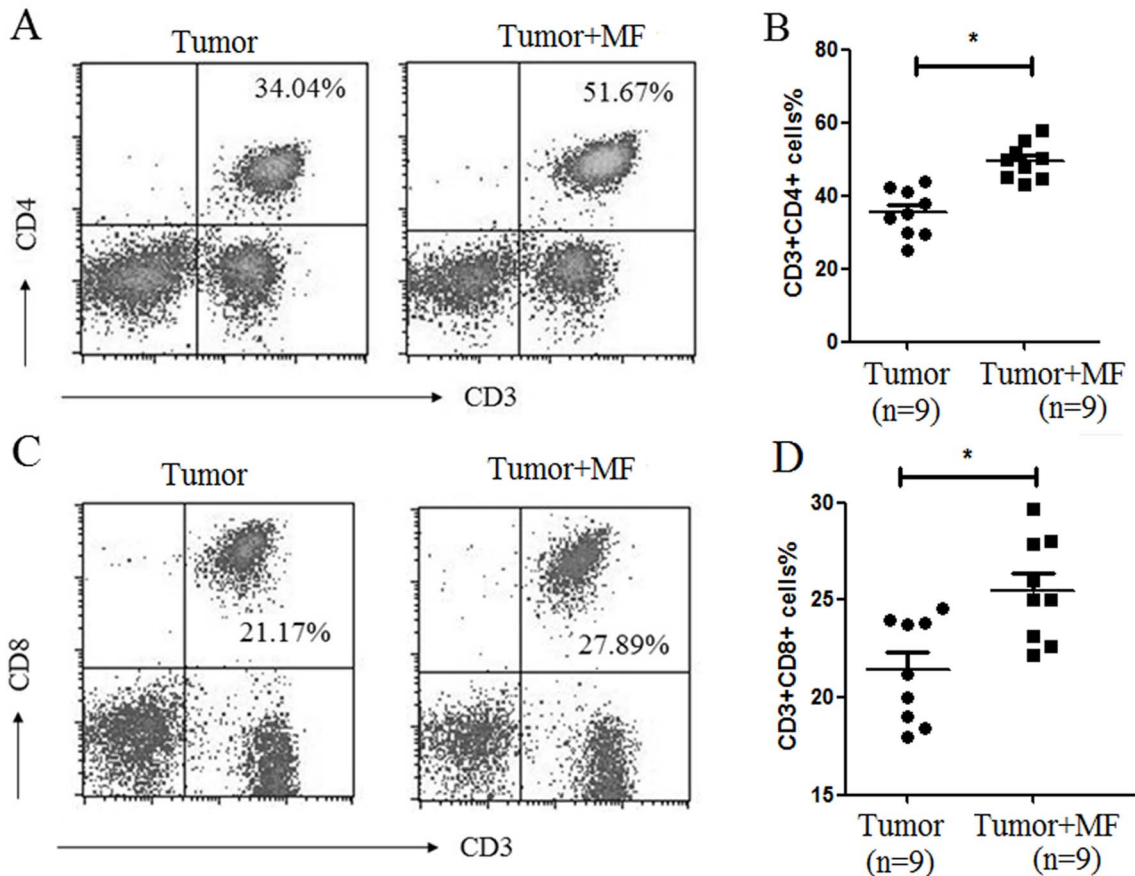 A
Tumor
Tumor+MF
34.04%
51.67%
CD4
CD3
B
*
80
60
40
20
0
CD3+CD4+ cells%
Tumor
(n=9)
Tumor+MF
(n=9)
C
Tumor
Tumor+MF
21.17%
27.89%
CD8
CD3
D
*
30
25
20
15
CD3+CD8+ cells%
Tumor
(n=9)
Tumor+MF
(n=9)